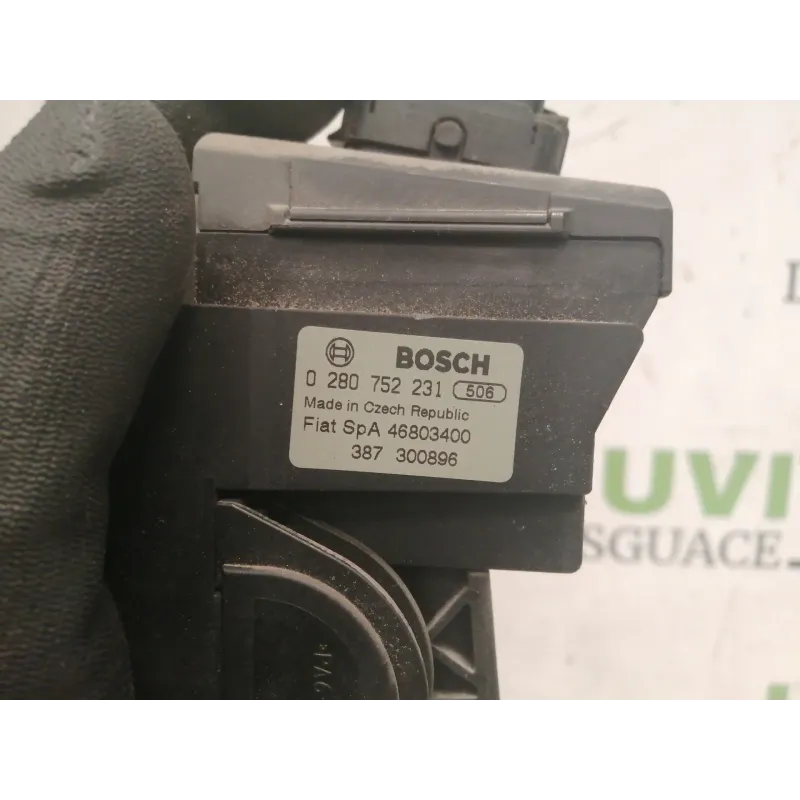 BOSCH
0 280 752 231 506
Made in Czech Republic
Fiat SpA 46803400
387 300896
UVI
SGUACE